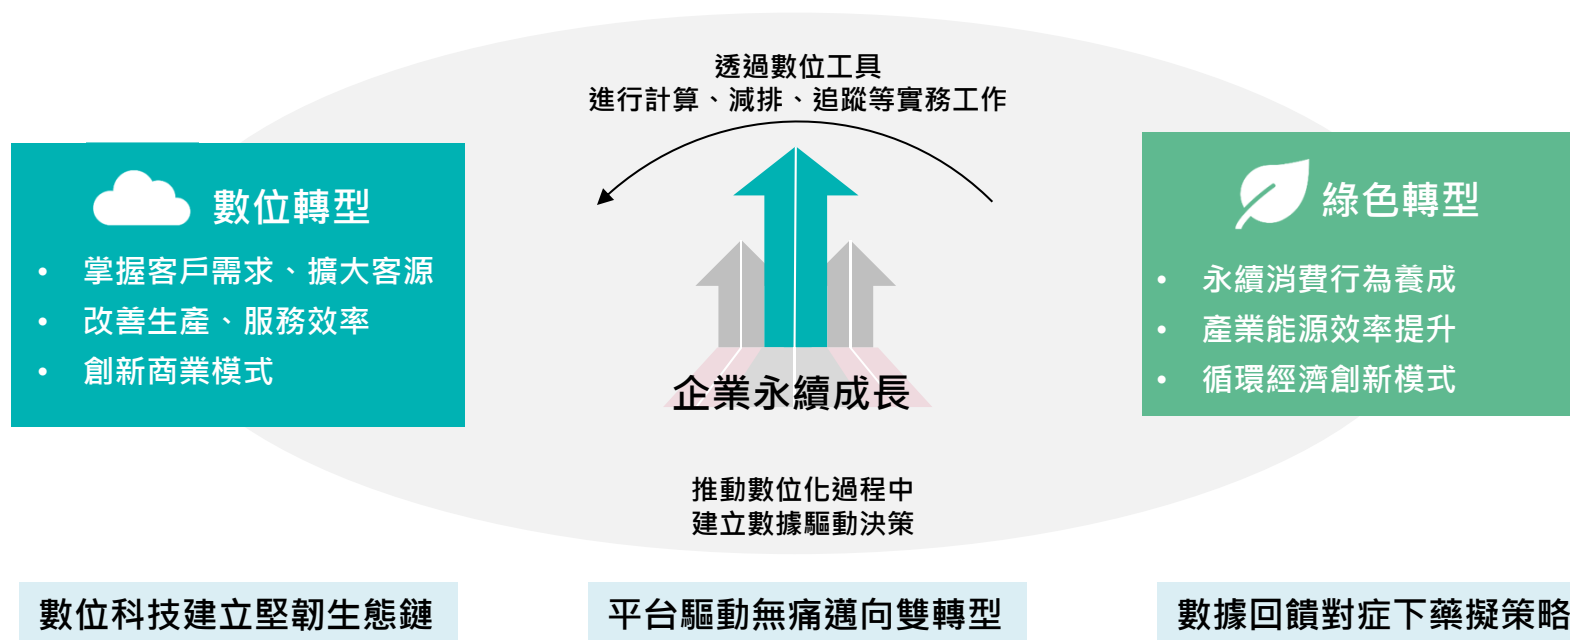 透過數位工具
進行計算、減排、追蹤等實務工作
數位轉型
• 掌握客戶需求、擴大客源
• 改善生產、服務效率
• 創新商業模式
企業永續成長
綠色轉型
• 永續消費行為養成
• 產業能源效率提升
• 循環經濟創新模式
推動數位化過程中
建立數據驅動決策
數位科技建立堅韌生態鏈
平台驅動無痛邁向雙轉型
數據回饋對症下藥擬策略